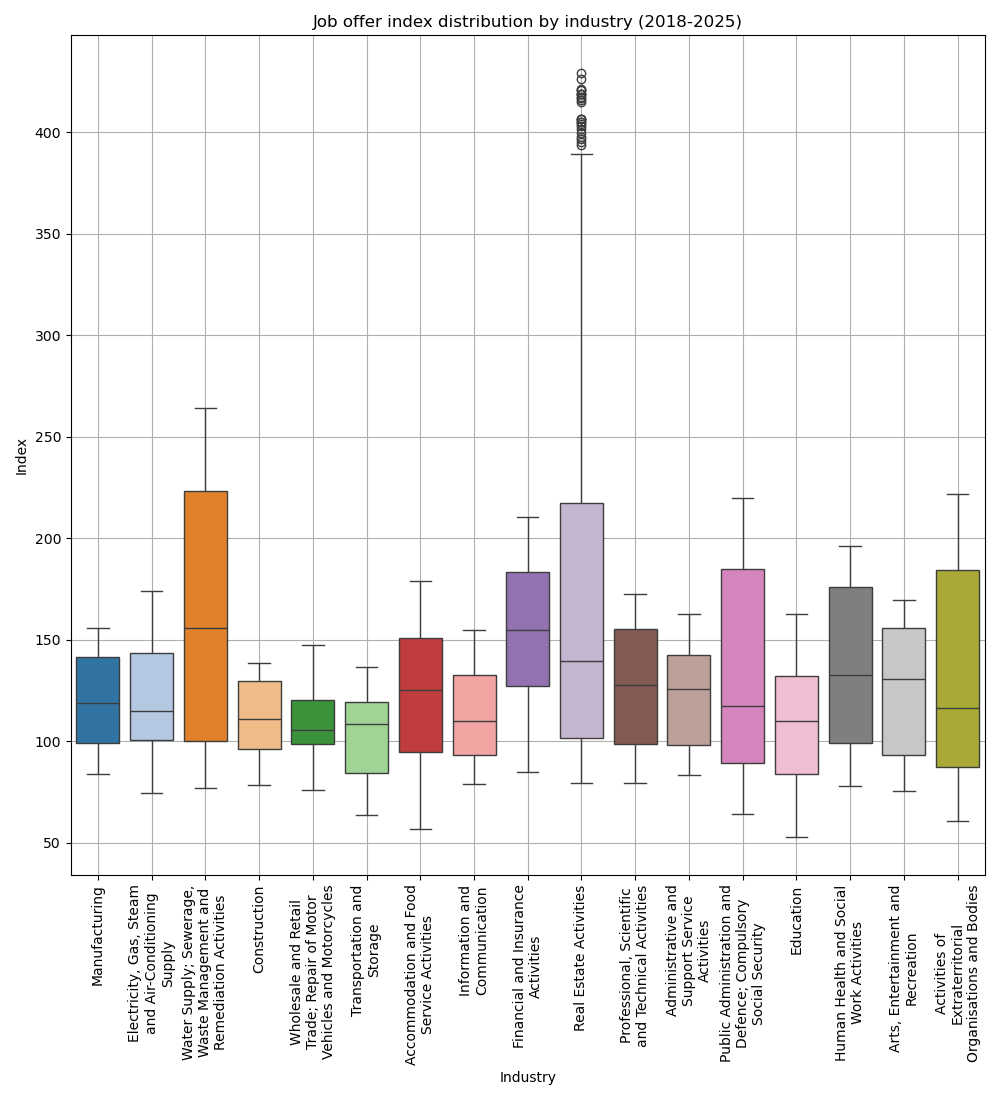 Job offer index distribution by industry (2018-2025)
400
350
300
250
200
150
100
50
Index
Manufacturing
Electricity, Gas, Steam
and Air-Conditioning
Supply
Water Supply; Sewerage,
Waste Management and
Remediation Activities
Construction
Wholesale and Retail
Trade; Repair of Motor
Vehicles and Motorcycles
Transportation and
Storage
Accommodation and Food
Service Activities
Information and
Communication
Financial and Insurance
Activities
Real Estate Activities
Professional, Scientific
and Technical Activities
Administrative and
Support Service
Activities
Public Administration and
Defence; Compulsory
Social Security
Education
Human Health and Social
Work Activities
Arts, Entertainment and
Recreation
Activities of
Extraterritorial
Organisations and Bodies
Industry